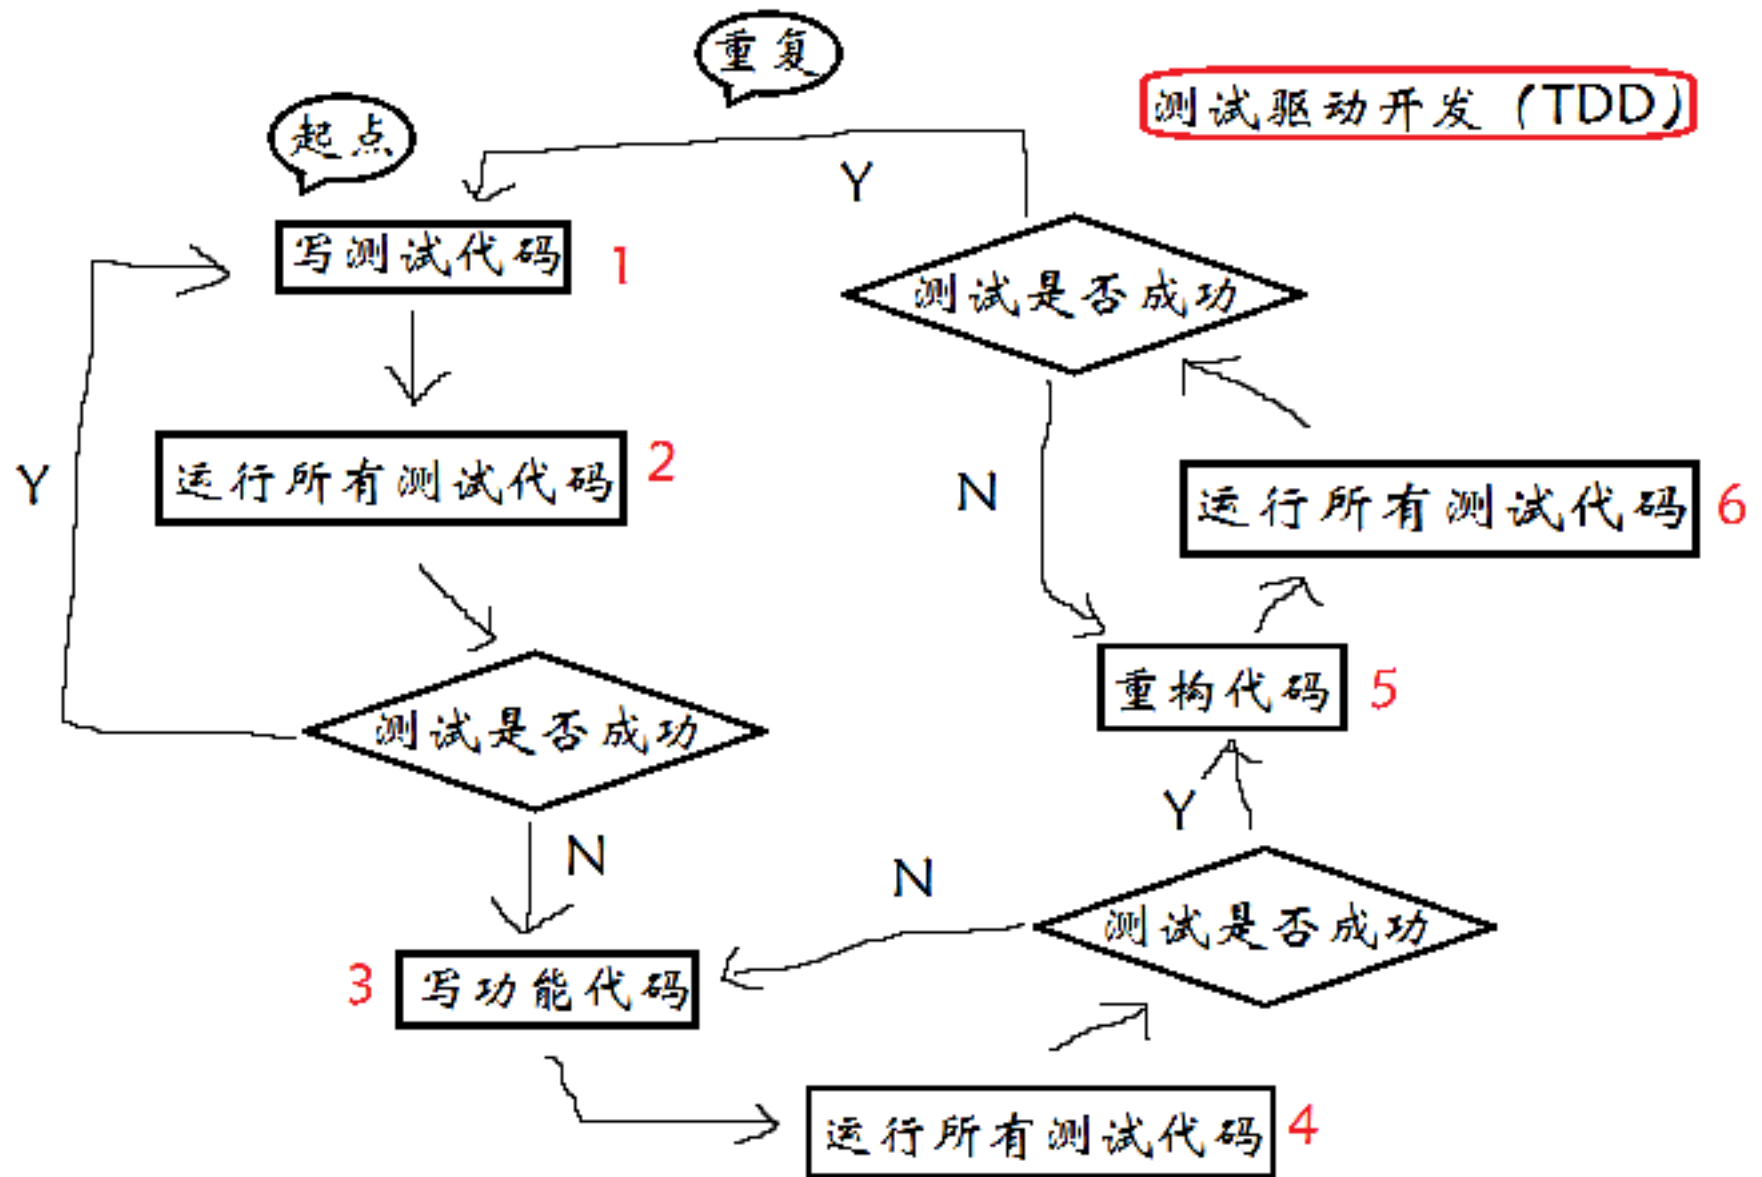 重复
测试驱动开发（TDD）
起点
Y
写测试代码
1
测试是否成功
运行所有测试代码
2
Y
N
运行所有测试代码
6
重构代码
5
测试是否成功
Y
N
N
测试是否成功
3
写功能代码
运行所有测试代码
4